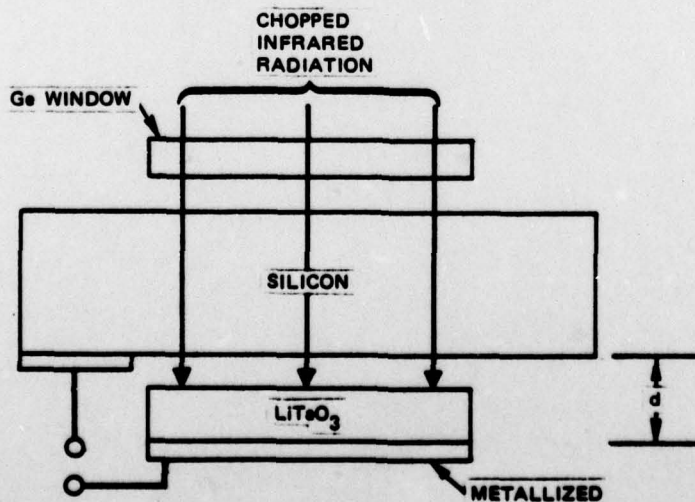 CHOPPED
INFRARED
RADIATION
Ge WINDOW
SILICON
d
LiTaO3
METALLIZED